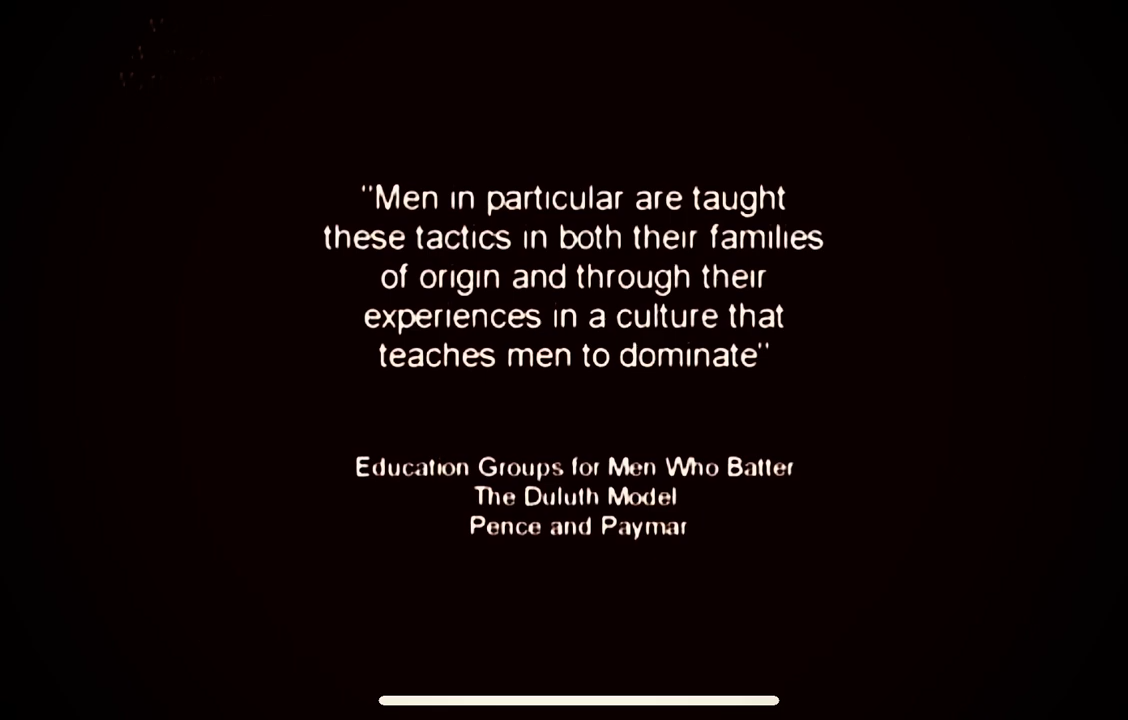 "Men in particular are taught
these tactics in both their families
of origin and through their
experiences in a culture that
teaches men to dominate"
Education Groups for Men Who Batter
The Duluth Model
Pence and Paymar